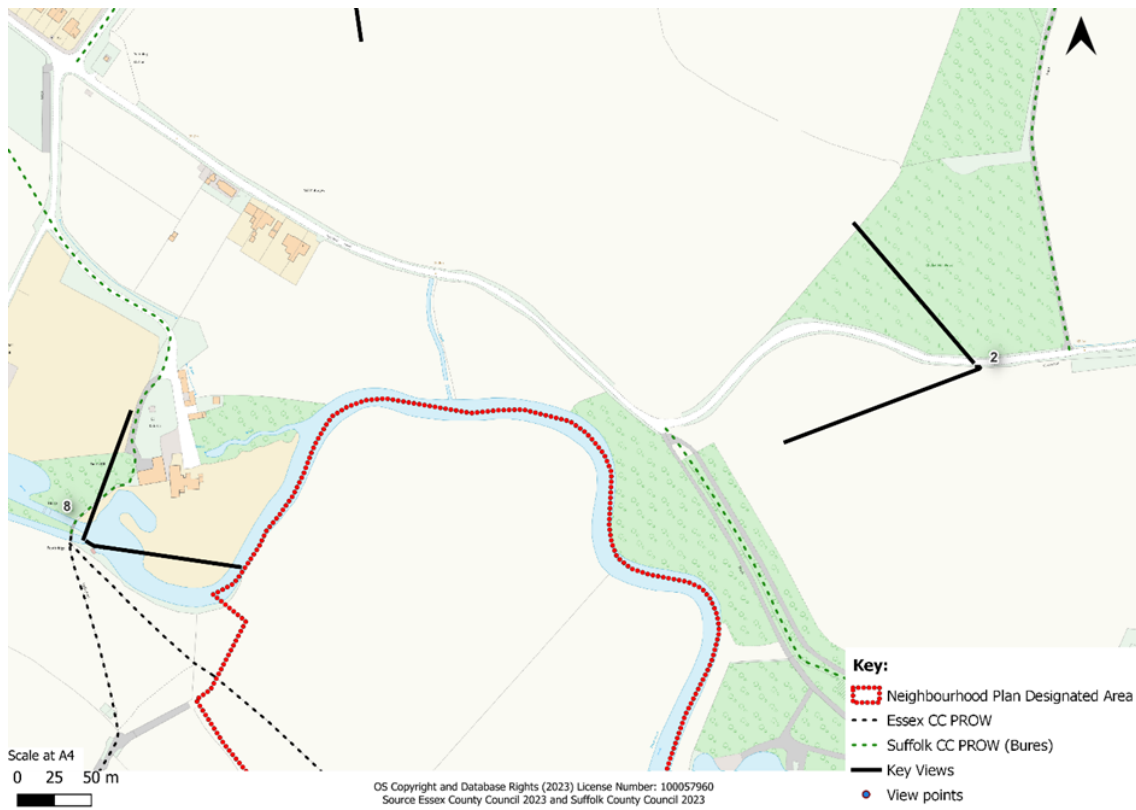 2
8
Key:
Neighbourhood Plan Designated Area
Essex CC PROW
Suffolk CC PROW (Bures)
Key Views
View points
Scale at A4
0 25 50 m
OS Copyright and Database Rights (2023) License Number: 100057960
Source Essex County Council 2023 and Suffolk County Council 2023